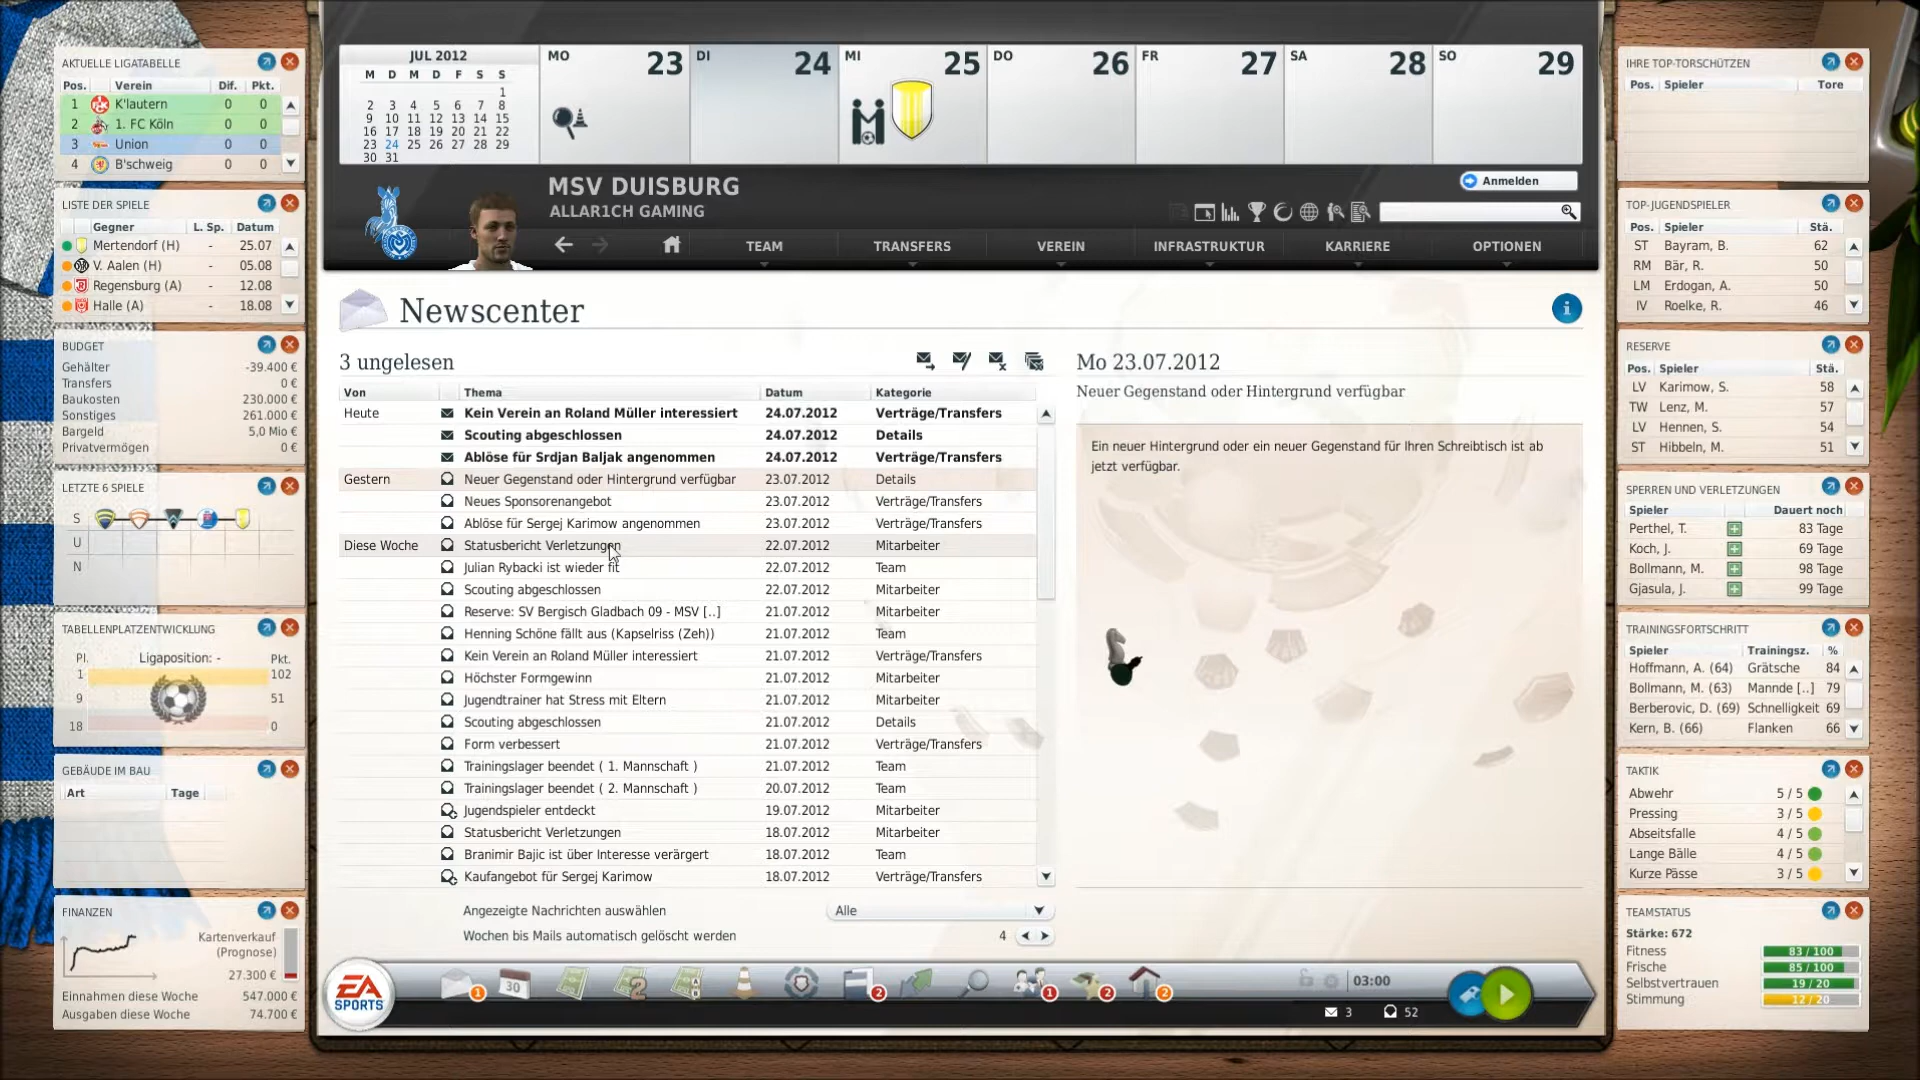 AKTUELLE LIGATABELLE
Pos. Verein Dif. Pkt.
1 K'lautern 0 0
2 1. FC Köln 0 0
3 Union 0 0
4 B'schweig 0 0
LISTE DER SPIELE
Gegner L. Sp. Datum
Mertendorf (H) - 25.07
V. Aalen (H) - 05.08
Regensburg (A) - 12.08
Halle (A) - 18.08
BUDGET
Gehälter -39.400 €
Transfers 0 €
Baukosten 230.000 €
Sonstiges 261.000 €
Bargeld 5,0 Mio €
Privatvermögen 0 €
LETZTE 6 SPIELE
S
U
N
TABELLENPLATZENTWICKLUNG
Pl. Ligaposition: - Pkt.
1 102
9 51
18 0
GEBÄUDE IM BAU
Art Tage
FINANZEN
Kartenverkauf
(Prognose)
27.300 €
Einnahmen diese Woche 547.000 €
Ausgaben diese Woche 74.700 €
JUL 2012
M D M D F S S
1
2 3 4 5 6 7 8
9 10 11 12 13 14 15
16 17 18 19 20 21 22
23 24 25 26 27 28 29
30 31
MO 23 DI 24 MI 25 DO 26 FR 27 SA 28 SO 29
MSV DUISBURG
ALLAR1CH GAMING
Anmelden
TEAM TRANSFERS VEREIN INFRASTRUKTUR KARRIERE OPTIONEN
Newscenter
3 ungelesen
Von Thema Datum Kategorie
Heute Kein Verein an Roland Müller interessiert 24.07.2012 Verträge/Transfers
Scouting abgeschlossen 24.07.2012 Details
Ablöse für Srdjan Baljak angenommen 24.07.2012 Verträge/Transfers
Gestern Neuer Gegenstand oder Hintergrund verfügbar 23.07.2012 Details
Neues Sponsorenangebot 23.07.2012 Verträge/Transfers
Ablöse für Sergej Karimow angenommen 23.07.2012 Verträge/Transfers
Diese Woche Statusbericht Verletzungen 22.07.2012 Mitarbeiter
Julian Rybacki ist wieder fit 22.07.2012 Team
Scouting abgeschlossen 22.07.2012 Mitarbeiter
Reserve: SV Bergisch Gladbach 09 - MSV [..] 21.07.2012 Mitarbeiter
Henning Schöne fällt aus (Kapselriss (Zeh)) 21.07.2012 Team
Kein Verein an Roland Müller interessiert 21.07.2012 Verträge/Transfers
Höchster Formgewinn 21.07.2012 Mitarbeiter
Jugendtrainer hat Stress mit Eltern 21.07.2012 Mitarbeiter
Scouting abgeschlossen 21.07.2012 Details
Form verbessert 21.07.2012 Verträge/Transfers
Trainingslager beendet ( 1. Mannschaft ) 21.07.2012 Team
Trainingslager beendet ( 2. Mannschaft ) 20.07.2012 Team
Jugendspieler entdeckt 19.07.2012 Mitarbeiter
Statusbericht Verletzungen 18.07.2012 Mitarbeiter
Branimir Bajic ist über Interesse verärgert 18.07.2012 Team
Kaufangebot für Sergej Karimow 18.07.2012 Verträge/Transfers
Angezeigte Nachrichten auswählen Alle
Wochen bis Mails automatisch gelöscht werden 4
Mo 23.07.2012
Neuer Gegenstand oder Hintergrund verfügbar
Ein neuer Hintergrund oder ein neuer Gegenstand für Ihren Schreibtisch ist ab
jetzt verfügbar.
EA
SPORTS
1 30 2 2 1 2 2
03:00
3 52
IHRE TOP-TORSCHÜTZEN
Pos. Spieler Tore
TOP-JUGENDSPIELER
Pos. Spieler Stä.
ST Bayram, B. 62
RM Bär, R. 50
LM Erdogan, A. 50
IV Roelke, R. 46
RESERVE
Pos. Spieler Stä.
LV Karimow, S. 58
TW Lenz, M. 57
LV Hennen, S. 54
ST Hibbeln, M. 51
SPERREN UND VERLETZUNGEN
Spieler Dauert noch
Perthel, T. 83 Tage
Koch, J. 69 Tage
Bollmann, M. 98 Tage
Gjasula, J. 99 Tage
TRAININGSFORTSCHRITT
Spieler Trainingsz. %
Hoffmann, A. (64) Grätsche 84
Bollmann, M. (63) Mannde [..] 79
Berberovic, D. (69) Schnelligkeit 69
Kern, B. (66) Flanken 66
TAKTIK
Abwehr 5 / 5
Pressing 3 / 5
Abseitsfalle 4 / 5
Lange Bälle 4 / 5
Kurze Pässe 3 / 5
TEAMSTATUS
Stärke: 672
Fitness 83 / 100
Frische 85 / 100
Selbstvertrauen 19 / 20
Stimmung 12 / 20